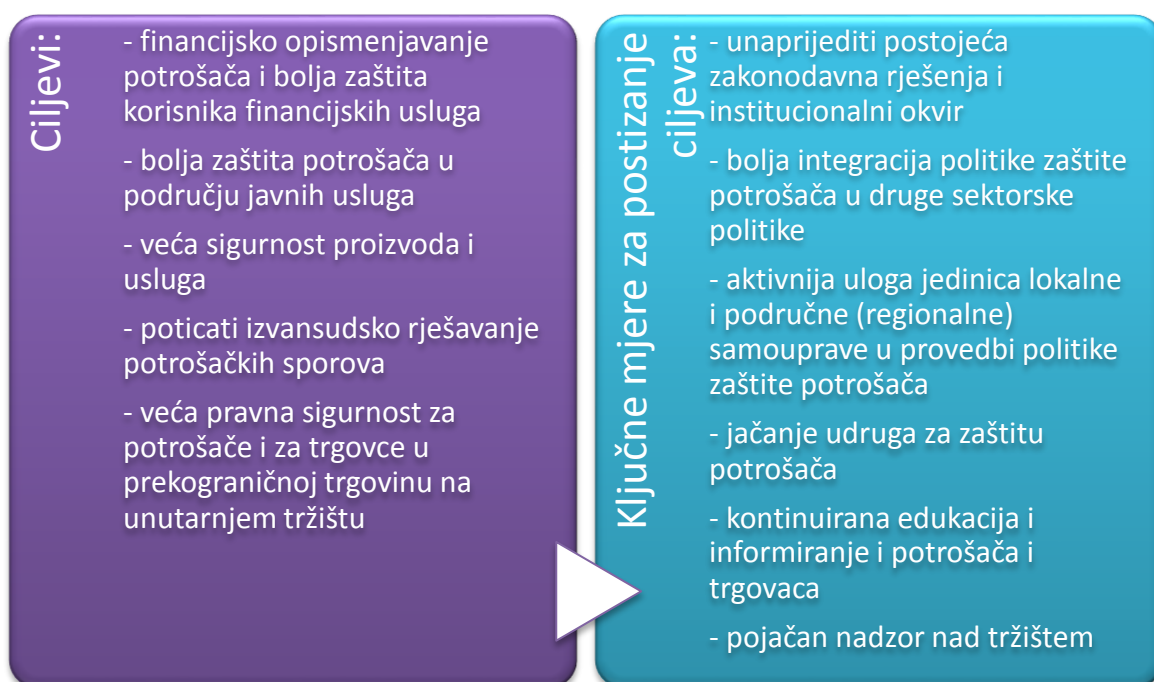 Ciljevi:
- financijsko opismenjavanje
potrošača i bolja zaštita
korisnika financijskih usluga
- bolja zaštita potrošača u
području javnih usluga
- veća sigurnost proizvoda i
usluga
- poticati izvansudsko rješavanje
potrošačkih sporova
- veća pravna sigurnost za
potrošače i za trgovce u
prekograničnoj trgovinu na
unutarnjem tržištu
Ključne mjere za postizanje
ciljeva:
- unaprijediti postojeća
zakonodavna rješenja i
institucionalni okvir
- bolja integracija politike zaštite
potrošača u druge sektorske
politike
- aktivnija uloga jedinica lokalne
i područne (regionalne)
samouprave u provedbi politike
zaštite potrošača
- jačanje udruga za zaštitu
potrošača
- kontinuirana edukacija i
informiranje i potrošača i
trgovaca
- pojačan nadzor nad tržištem